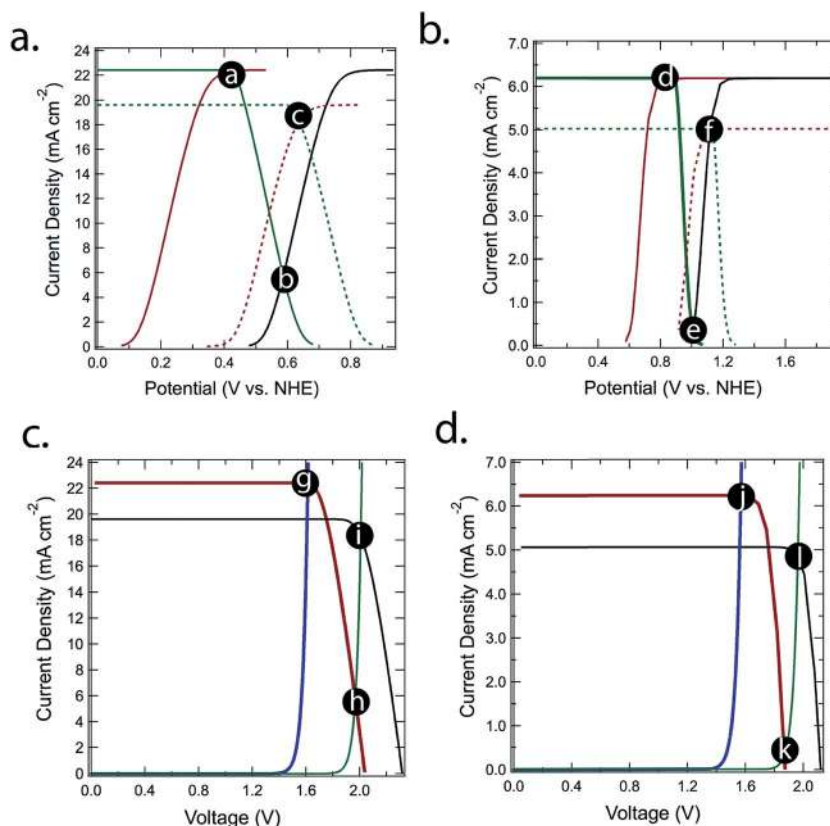 a.
24
22
20
18
16
14
12
10
8
6
4
2
0
Current Density (mA cm-2)
a
c
b
0.0 0.2 0.4 0.6 0.8
Potential (V vs. NHE)
b.
7.0
6.0
5.0
4.0
3.0
2.0
1.0
0.0
Current Density (mA cm-2)
d
f
e
0.0 0.4 0.8 1.2 1.6
Potential (V vs. NHE)
c.
24
22
20
18
16
14
12
10
8
6
4
2
0
Current Density (mA cm-2)
g
i
h
0.0 0.4 0.8 1.2 1.6 2.0
Voltage (V)
d.
7.0
6.0
5.0
4.0
3.0
2.0
1.0
0.0
Current Density (mA cm-2)
j
l
k
0.0 0.4 0.8 1.2 1.6 2.0
Voltage (V)